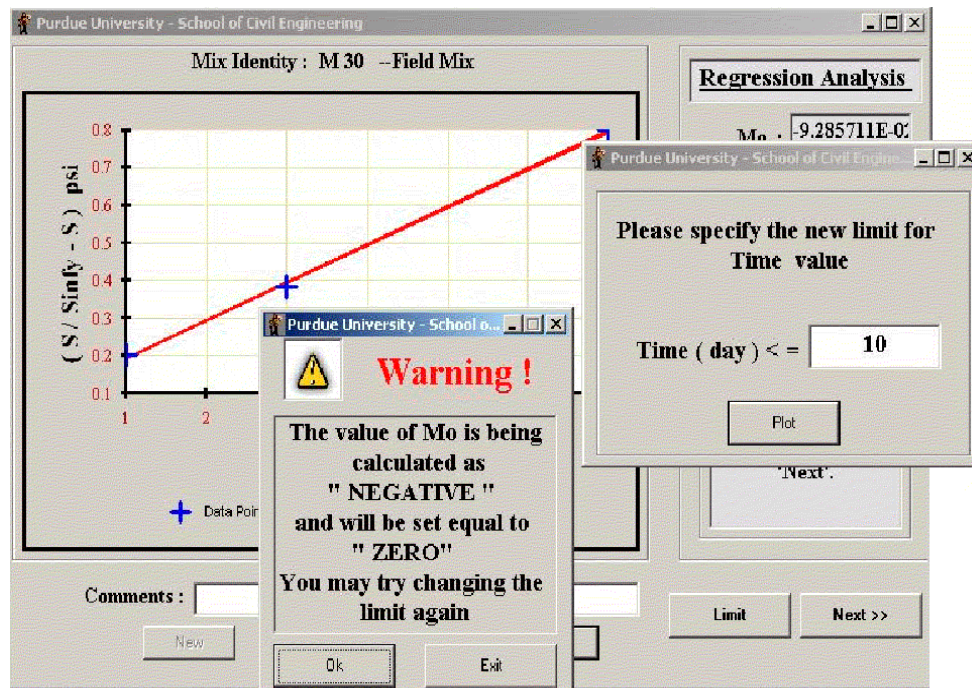 Purdue University - School of Civil Engineering
Mix Identity : M 30 --Field Mix
Regression Analysis
Mo : -9.285711E-02
( S / Sinfy - S ) psi
0.8
0.7
0.6
0.5
0.4
0.3
0.2
0.1
1 2
Data Poin
Purdue University - School of Civil Engine...
Please specify the new limit for
Time value
Time ( day ) < = 10
Plot
'Next'.
Purdue University - School o...
Warning !
The value of Mo is being
calculated as
" NEGATIVE "
and will be set equal to
" ZERO"
You may try changing the
limit again
Ok Exit
Comments :
New
Limit Next >>